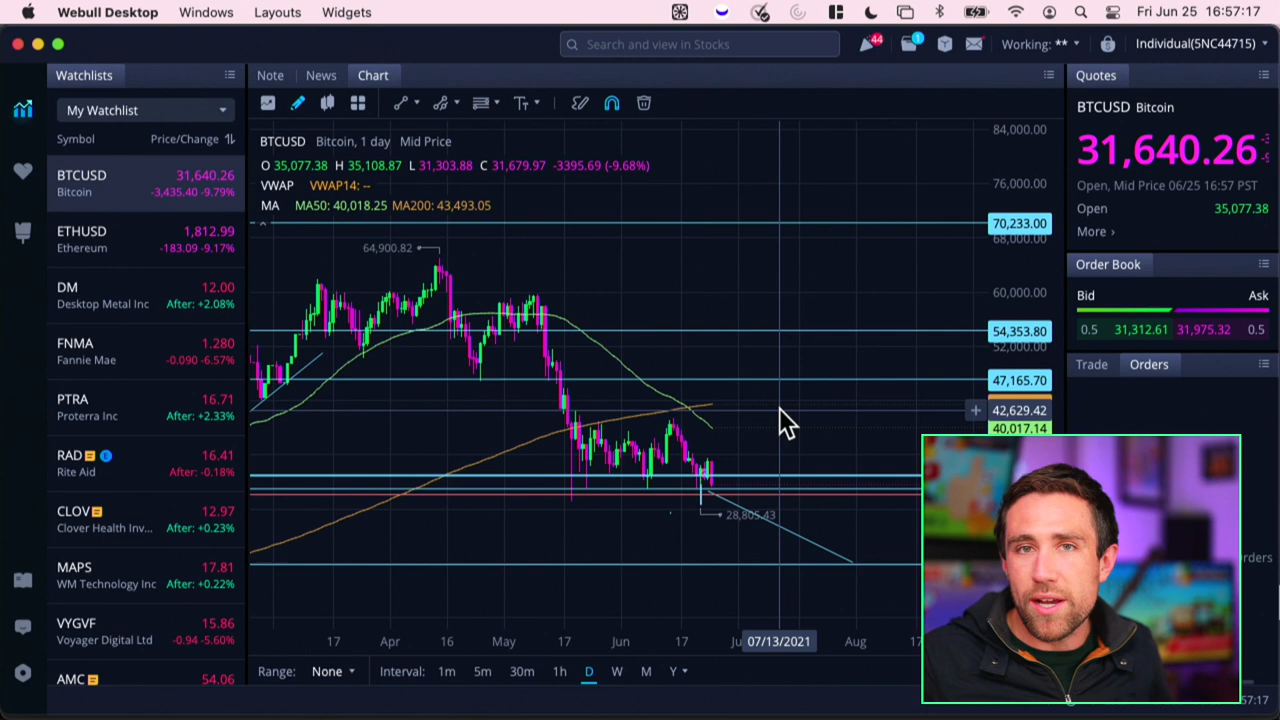 Webull Desktop Windows Layouts Widgets Fri Jun 25 16:57:17
Search and view in Stocks 44 1 Working: ** Individual(5NC44715)
Watchlists Note News Chart Quotes
My Watchlist
Symbol Price/Change
BTCUSD 31,640.26
Bitcoin -3,435.40 -9.79%
ETHUSD 1,812.99
Ethereum -183.09 -9.17%
DM 12.00
Desktop Metal Inc After: +2.08%
FNMA 1.280
Fannie Mae -0.090 -6.57%
PTRA 16.71
Proterra Inc After: +2.33%
RAD 16.41
Rite Aid After: -0.18%
CLOV 12.97
Clover Health Inv... After: +0.23%
MAPS 17.81
WM Technology Inc After: +0.22%
VYGVF 15.86
Voyager Digital Ltd -0.94 -5.60%
AMC 54.06
BTCUSD Bitcoin, 1 day Mid Price
O 35,077.38 H 35,108.87 L 31,303.88 C 31,679.97 -3395.69 (-9.68%)
VWAP VWAP14: --
MA MA50: 40,018.25 MA200: 43,493.05
64,900.82
28,805.43
84,000.00
76,000.00
70,233.00
68,000.00
60,000.00
54,353.80
52,000.00
47,165.70
42,629.42
40,017.14
17 Apr 16 May 17 Jun 17 07/13/2021 Aug 17
Range: None Interval: 1m 5m 30m 1h D W M Y
BTCUSD Bitcoin
31,640.26
Open, Mid Price 06/25 16:57 PST
Open 35,077.38
More ›
Order Book
Bid Ask
0.5 31,312.61 31,975.32 0.5
Trade Orders